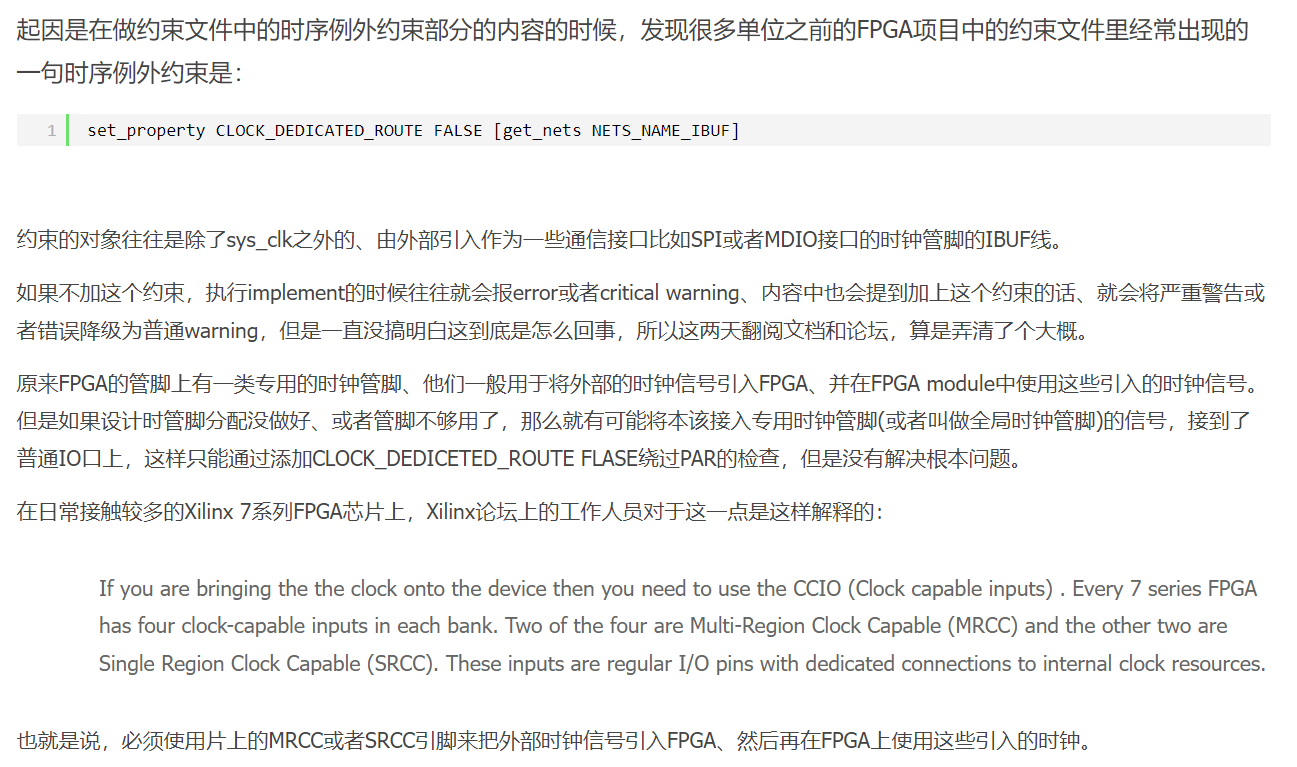 起因是在做约束文件中的时序例外约束部分的内容的时候，发现很多单位之前的FPGA项目中的约束文件里经常出现的
一句时序例外约束是：
1 set_property CLOCK_DEDICATED_ROUTE FALSE [get_nets NETS_NAME_IBUF]
约束的对象往往是除了sys_clk之外的、由外部引入作为一些通信接口比如SPI或者MDIO接口的时钟管脚的IBUF线。
如果不加这个约束，执行implement的时候往往就会报error或者critical warning、内容中也会提到加上这个约束的话、就会将严重警告或
者错误降级为普通warning，但是一直没搞明白这到底是怎么回事，所以这两天翻阅文档和论坛，算是弄清了个大概。
原来FPGA的管脚上有一类专用的时钟管脚、他们一般用于将外部的时钟信号引入FPGA、并在FPGA module中使用这些引入的时钟信号。
但是如果设计时管脚分配没做好、或者管脚不够用了，那么就有可能将本该接入专用时钟管脚(或者叫做全局时钟管脚)的信号，接到了
普通IO口上，这样只能通过添加CLOCK_DEDICETED_ROUTE FLASE绕过PAR的检查，但是没有解决根本问题。
在日常接触较多的Xilinx 7系列FPGA芯片上，Xilinx论坛上的工作人员对于这一点是这样解释的：
If you are bringing the the clock onto the device then you need to use the CCIO (Clock capable inputs) . Every 7 series FPGA
has four clock-capable inputs in each bank. Two of the four are Multi-Region Clock Capable (MRCC) and the other two are
Single Region Clock Capable (SRCC). These inputs are regular I/O pins with dedicated connections to internal clock resources.
也就是说，必须使用片上的MRCC或者SRCC引脚来把外部时钟信号引入FPGA、然后再在FPGA上使用这些引入的时钟。